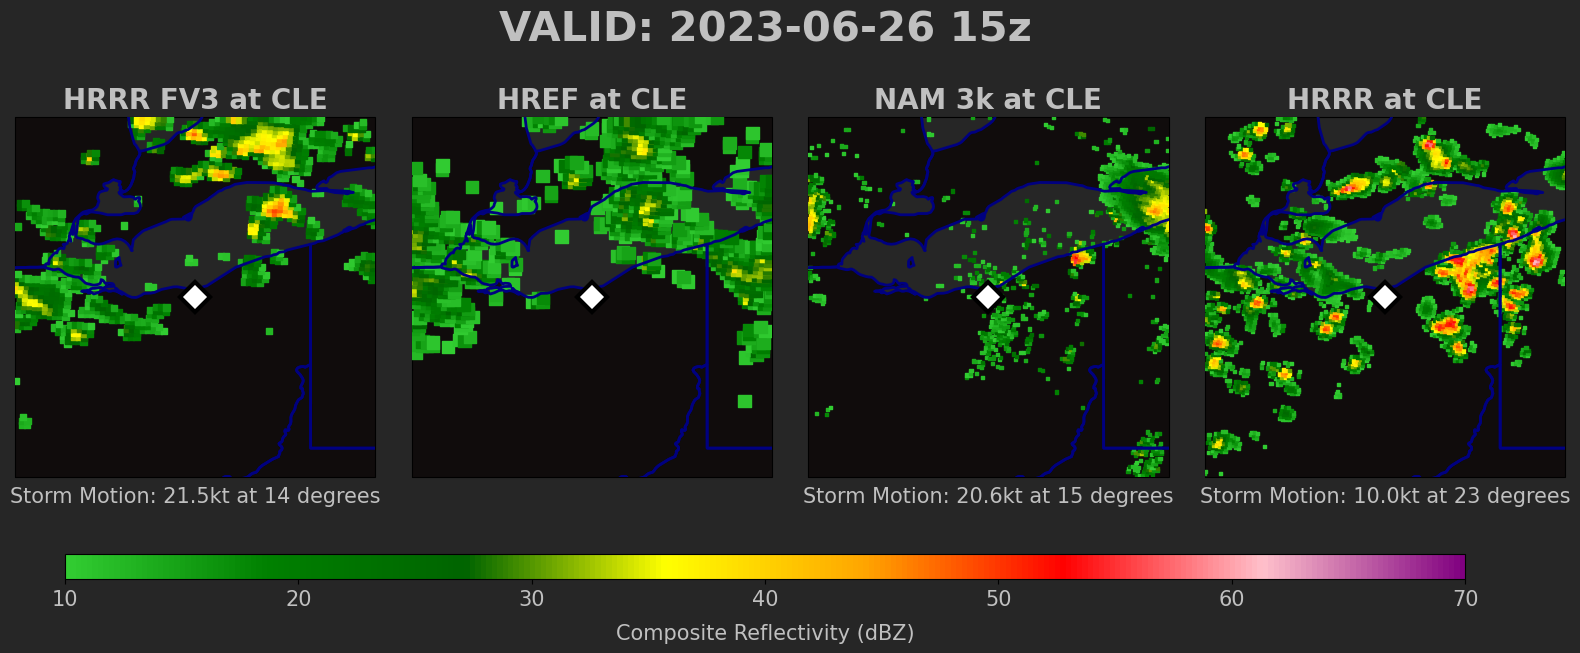 VALID: 2023-06-26 15z
HRRR FV3 at CLE
HREF at CLE
NAM 3k at CLE
HRRR at CLE
Storm Motion: 21.5kt at 14 degrees
Storm Motion: 20.6kt at 15 degrees
Storm Motion: 10.0kt at 23 degrees
10 20 30 40 50 60 70
Composite Reflectivity (dBZ)